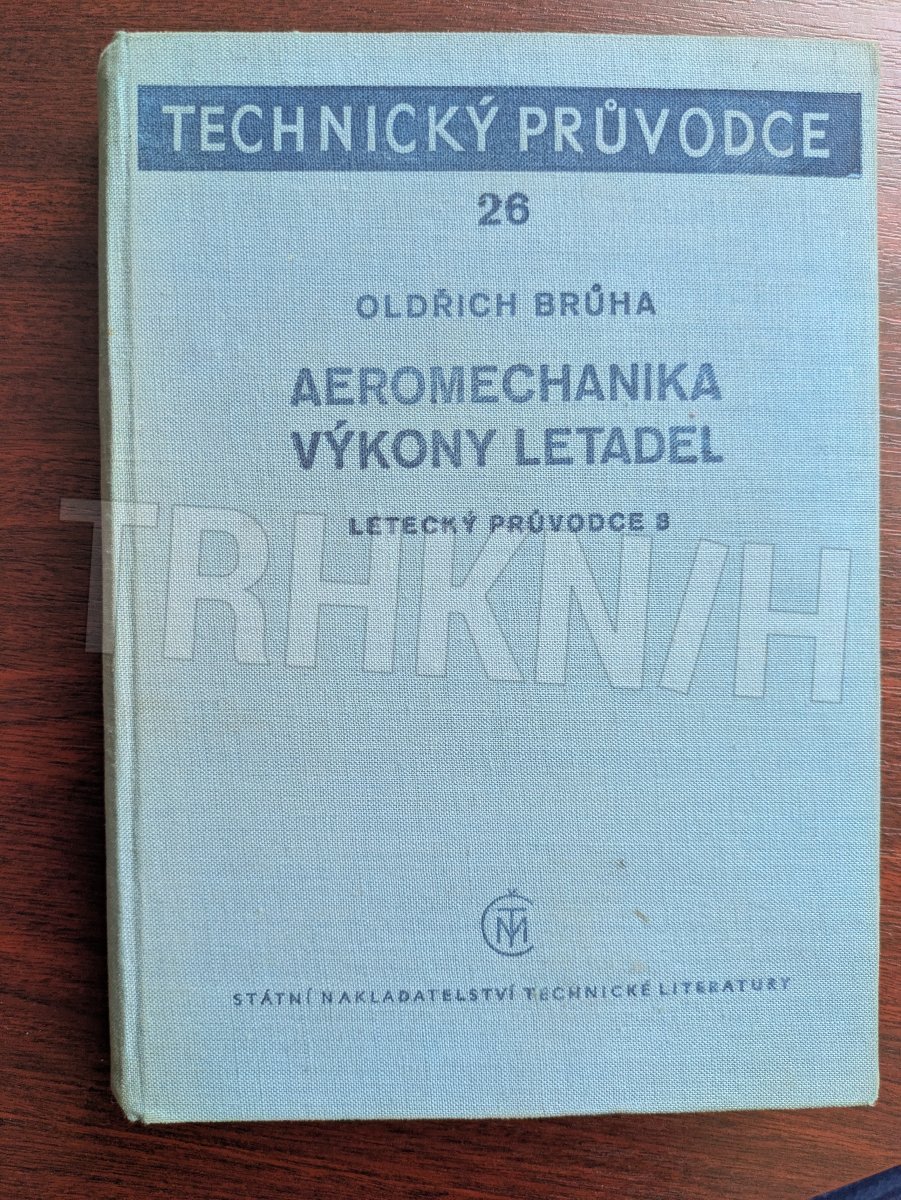 TECHNICKÝ PRŮVODCE
26
OLDŘICH BRŮHA
AEROMECHANIKA
VÝKONY LETADEL
LETECKÝ PRŮVODCE 8
TRHKNIH
STÁTNÍ NAKLADATELSTVÍ TECHNICKÉ LITERATURY